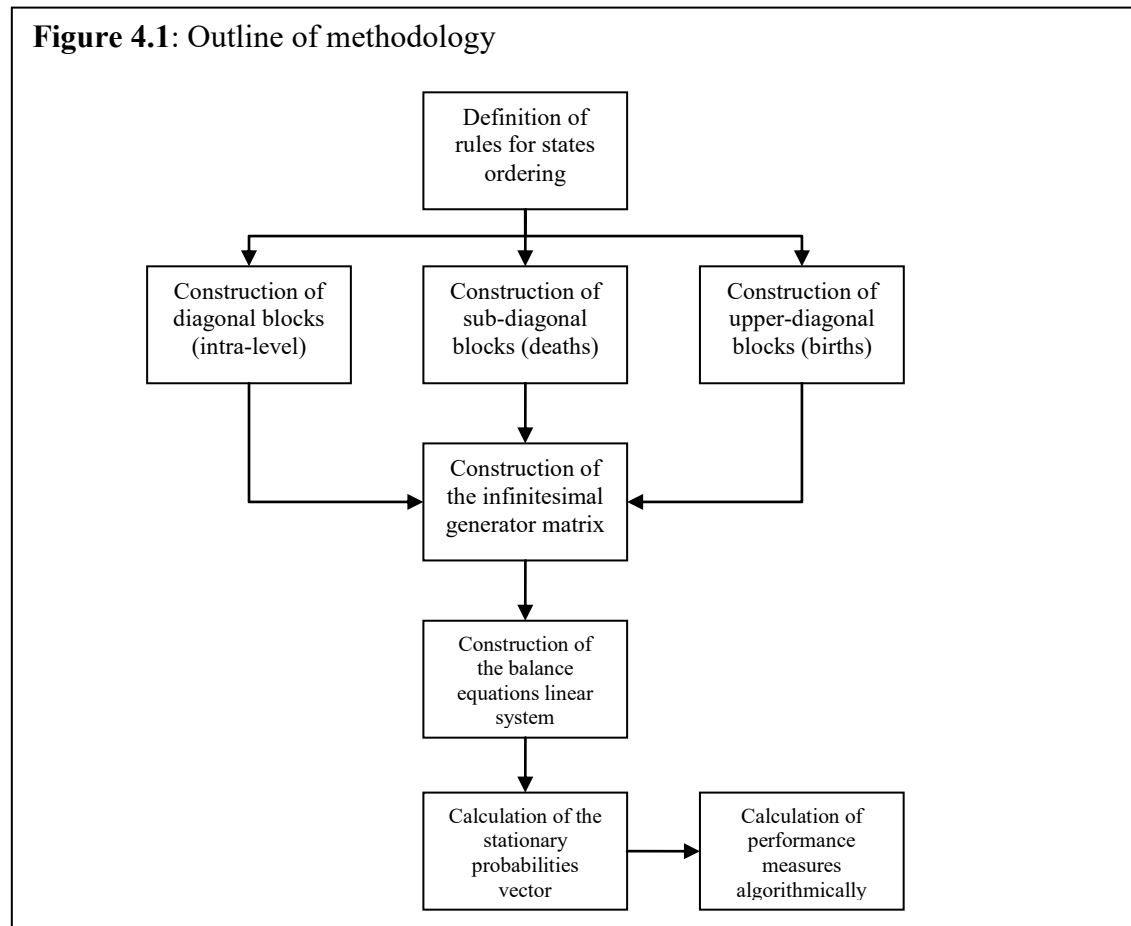 Figure 4.1: Outline of methodology
Definition of
rules for states
ordering
Construction of
diagonal blocks
(intra-level)
Construction of
sub-diagonal
blocks (deaths)
Construction of
upper-diagonal
blocks (births)
Construction of
the infinitesimal
generator matrix
Construction of
the balance
equations linear
system
Calculation of the
stationary
probabilities
vector
Calculation of
performance
measures
algorithmically